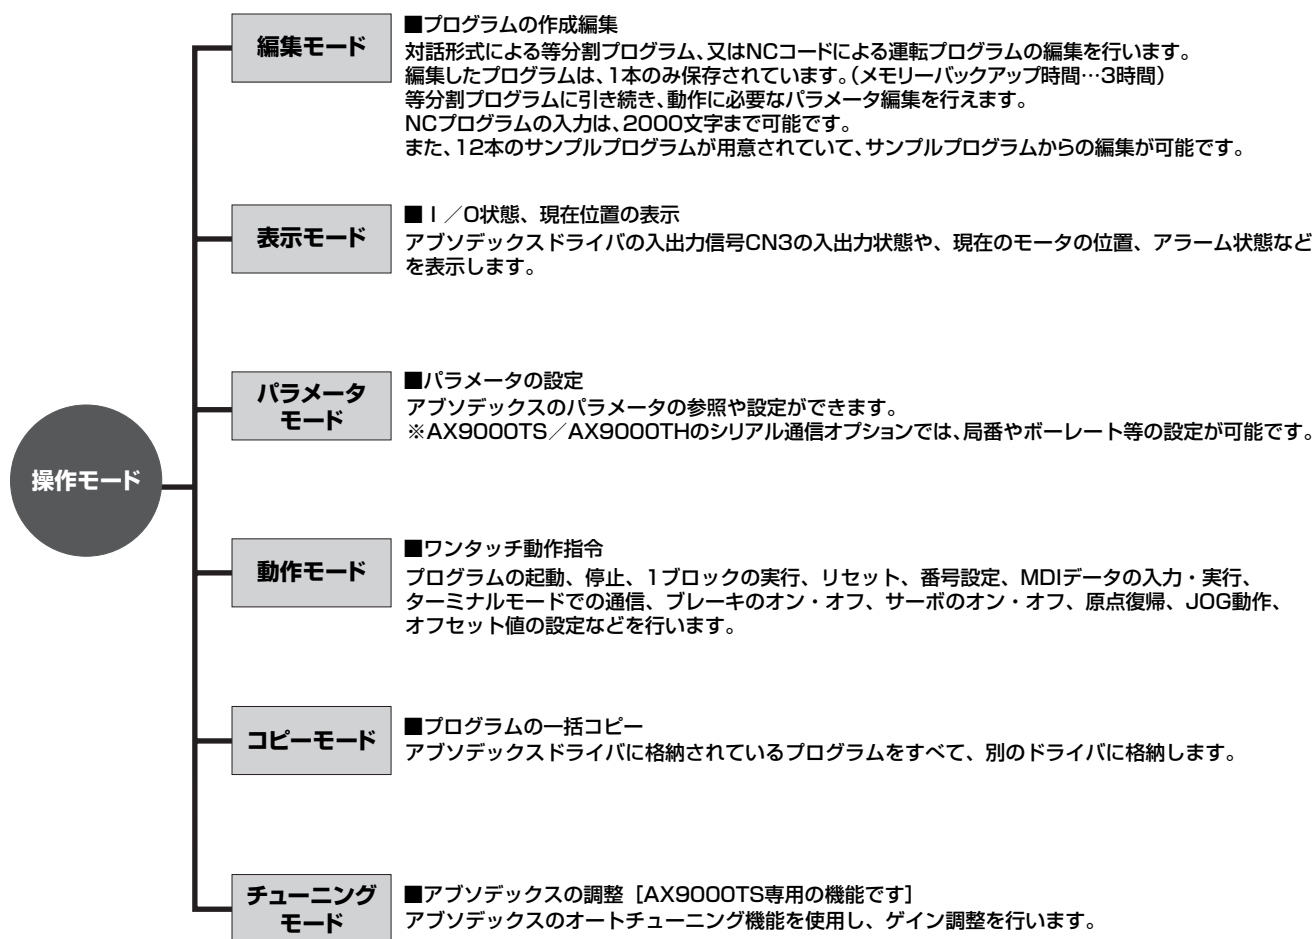 編集モード
■プログラムの作成編集
対話形式による等分割プログラム、又はNCコードによる運転プログラムの編集を行います。
編集したプログラムは、1本のみ保存されています。(メモリーバックアップ時間…3時間)
等分割プログラムに引き続き、動作に必要なパラメータ編集を行えます。
NCプログラムの入力は、2000文字まで可能です。
また、12本のサンプルプログラムが用意されていて、サンプルプログラムからの編集が可能です。
表示モード
■I/O状態、現在位置の表示
アブソデックスドライバの入出力信号CN3の入出力状態や、現在のモータの位置、アラーム状態など
を表示します。
パラメータ
モード
■パラメータの設定
アブソデックスのパラメータの参照や設定ができます。
※AX9000TS/AX9000THのシリアル通信オプションでは、局番やボーレート等の設定が可能です。
操作モード
動作モード
■ワンタッチ動作指令
プログラムの起動、停止、1ブロックの実行、リセット、番号設定、MDIデータの入力・実行、
ターミナルモードでの通信、ブレーキのオン・オフ、サーボのオン・オフ、原点復帰、JOG動作、
オフセット値の設定などを行います。
コピーモード
■プログラムの一括コピー
アブソデックスドライバに格納されているプログラムをすべて、別のドライバに格納します。
チューニング
モード
■アブソデックスの調整[AX9000TS専用の機能です]
アブソデックスのオートチューニング機能を使用し、ゲイン調整を行います。